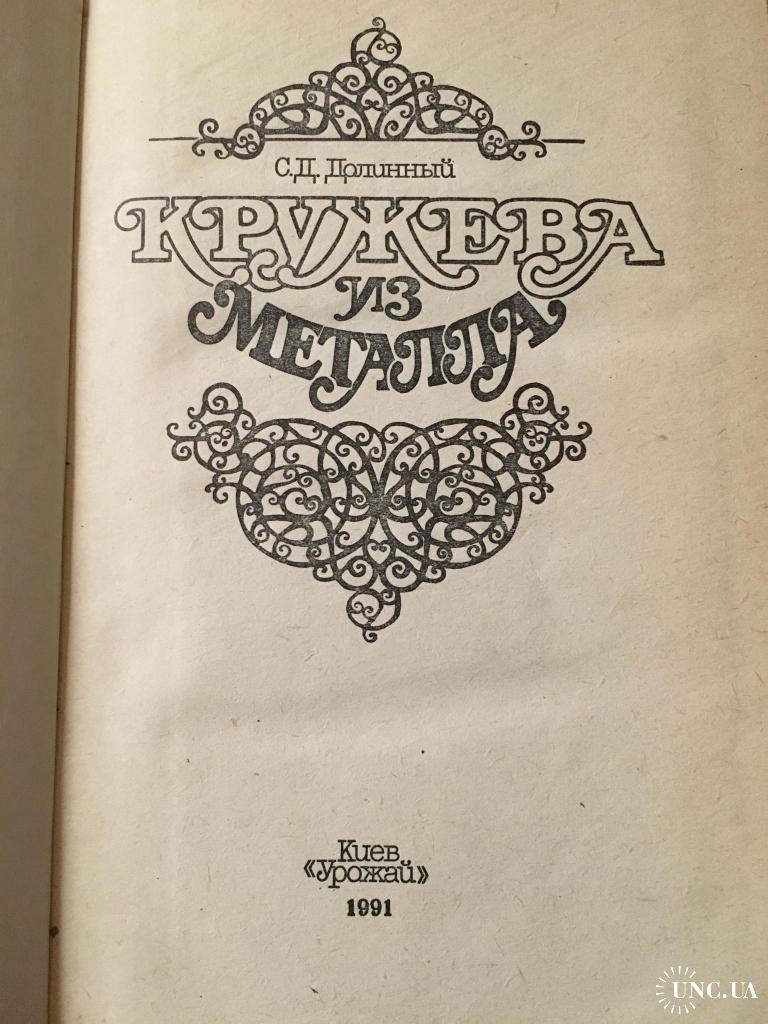 С.Д. Долинный
КРУЖЕВА
ИЗ
МЕТАЛЛА
Киев
«Урожай»
1991
UNC.UA